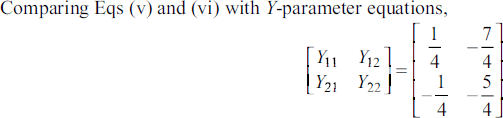 Comparing Eqs (v) and (vi) with Y-parameter equations,
[Y11 Y12; Y21 Y22] = [1/4 −7/4; −1/4 −5/4]